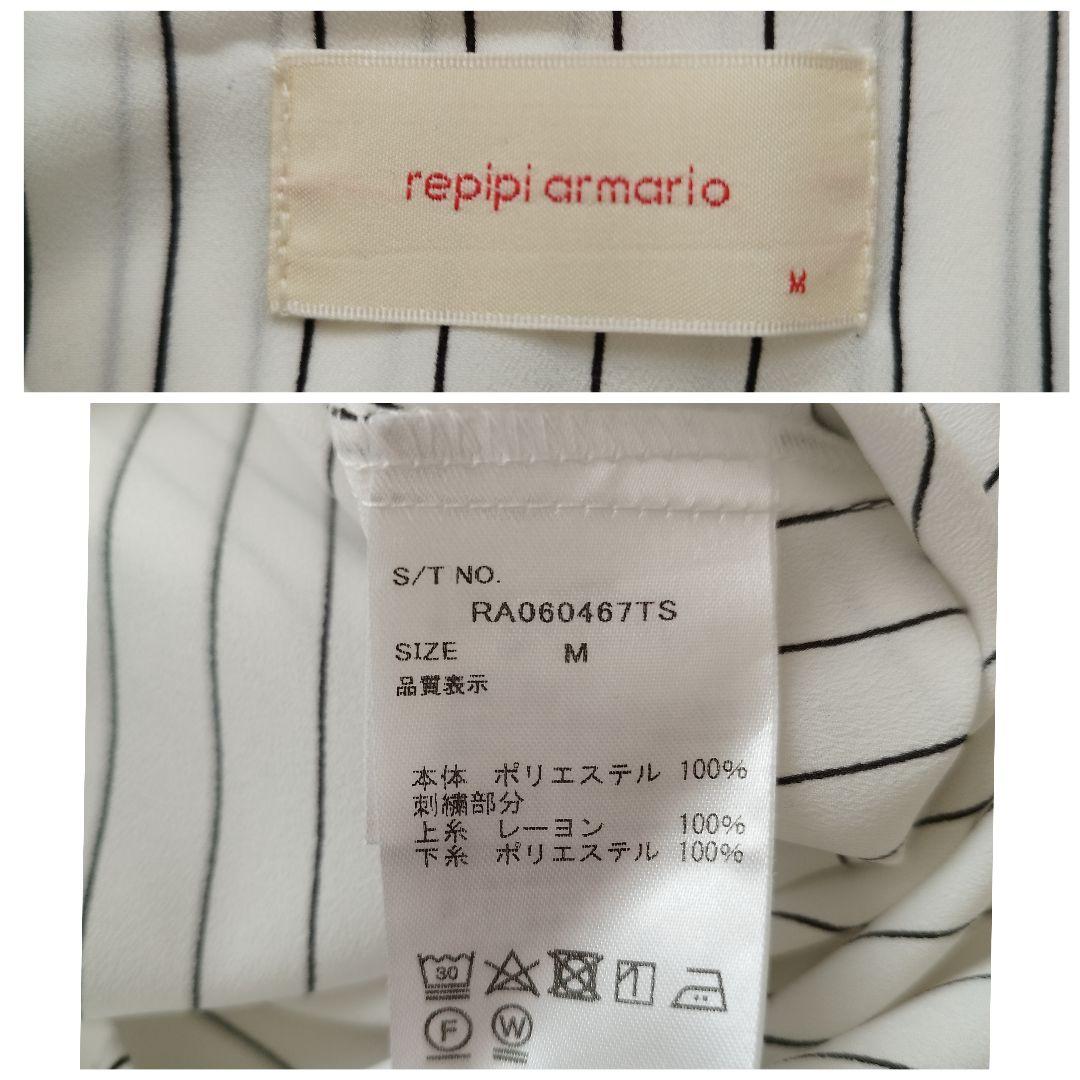 repipi armario
M
S/T NO.
RA060467TS
SIZE M
品質表示
本体 ポリエステル 100%
刺繍部分
上糸 レーヨン 100%
下糸 ポリエステル 100%
30
F W